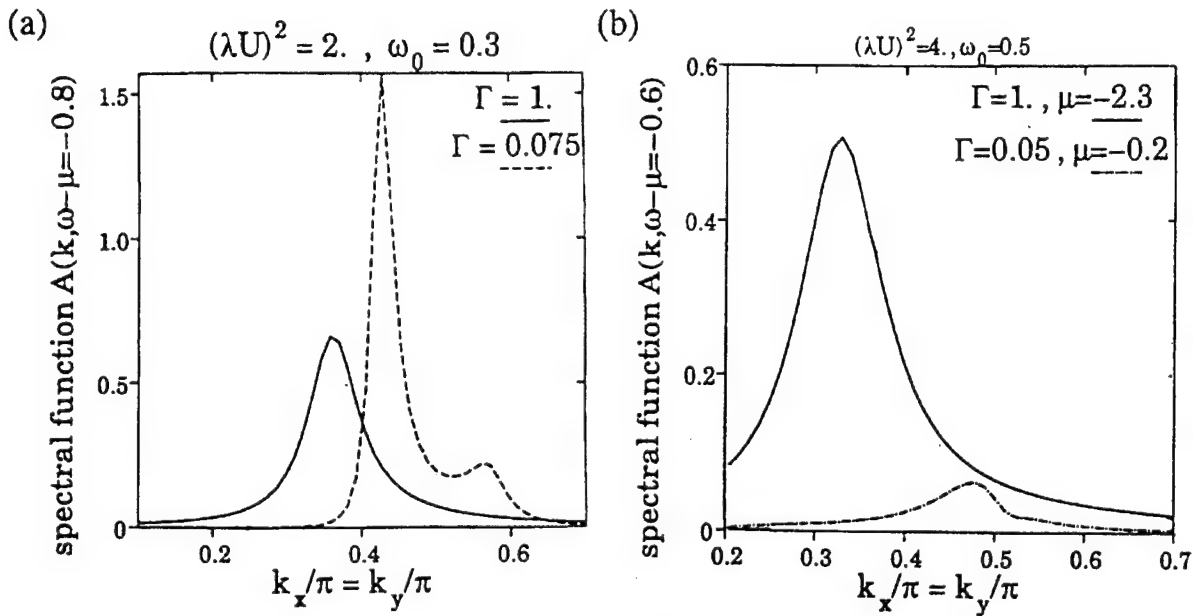 (a)
(λU)² = 2. , ω₀ = 0.3
spectral function A(k,ω−μ=−0.8)
1.5
1.0
0.5
0
Γ = 1.
Γ = 0.075
0.2
0.4
0.6
kₓ/π = k_y/π
(b)
(λU)²=4., ω₀=0.5
spectral function A(k,ω−μ=−0.6)
0.6
0.4
0.2
0
Γ=1. , μ=−2.3
Γ=0.05 , μ=−0.2
0.2
0.3
0.4
0.5
0.6
0.7
kₓ/π = k_y/π